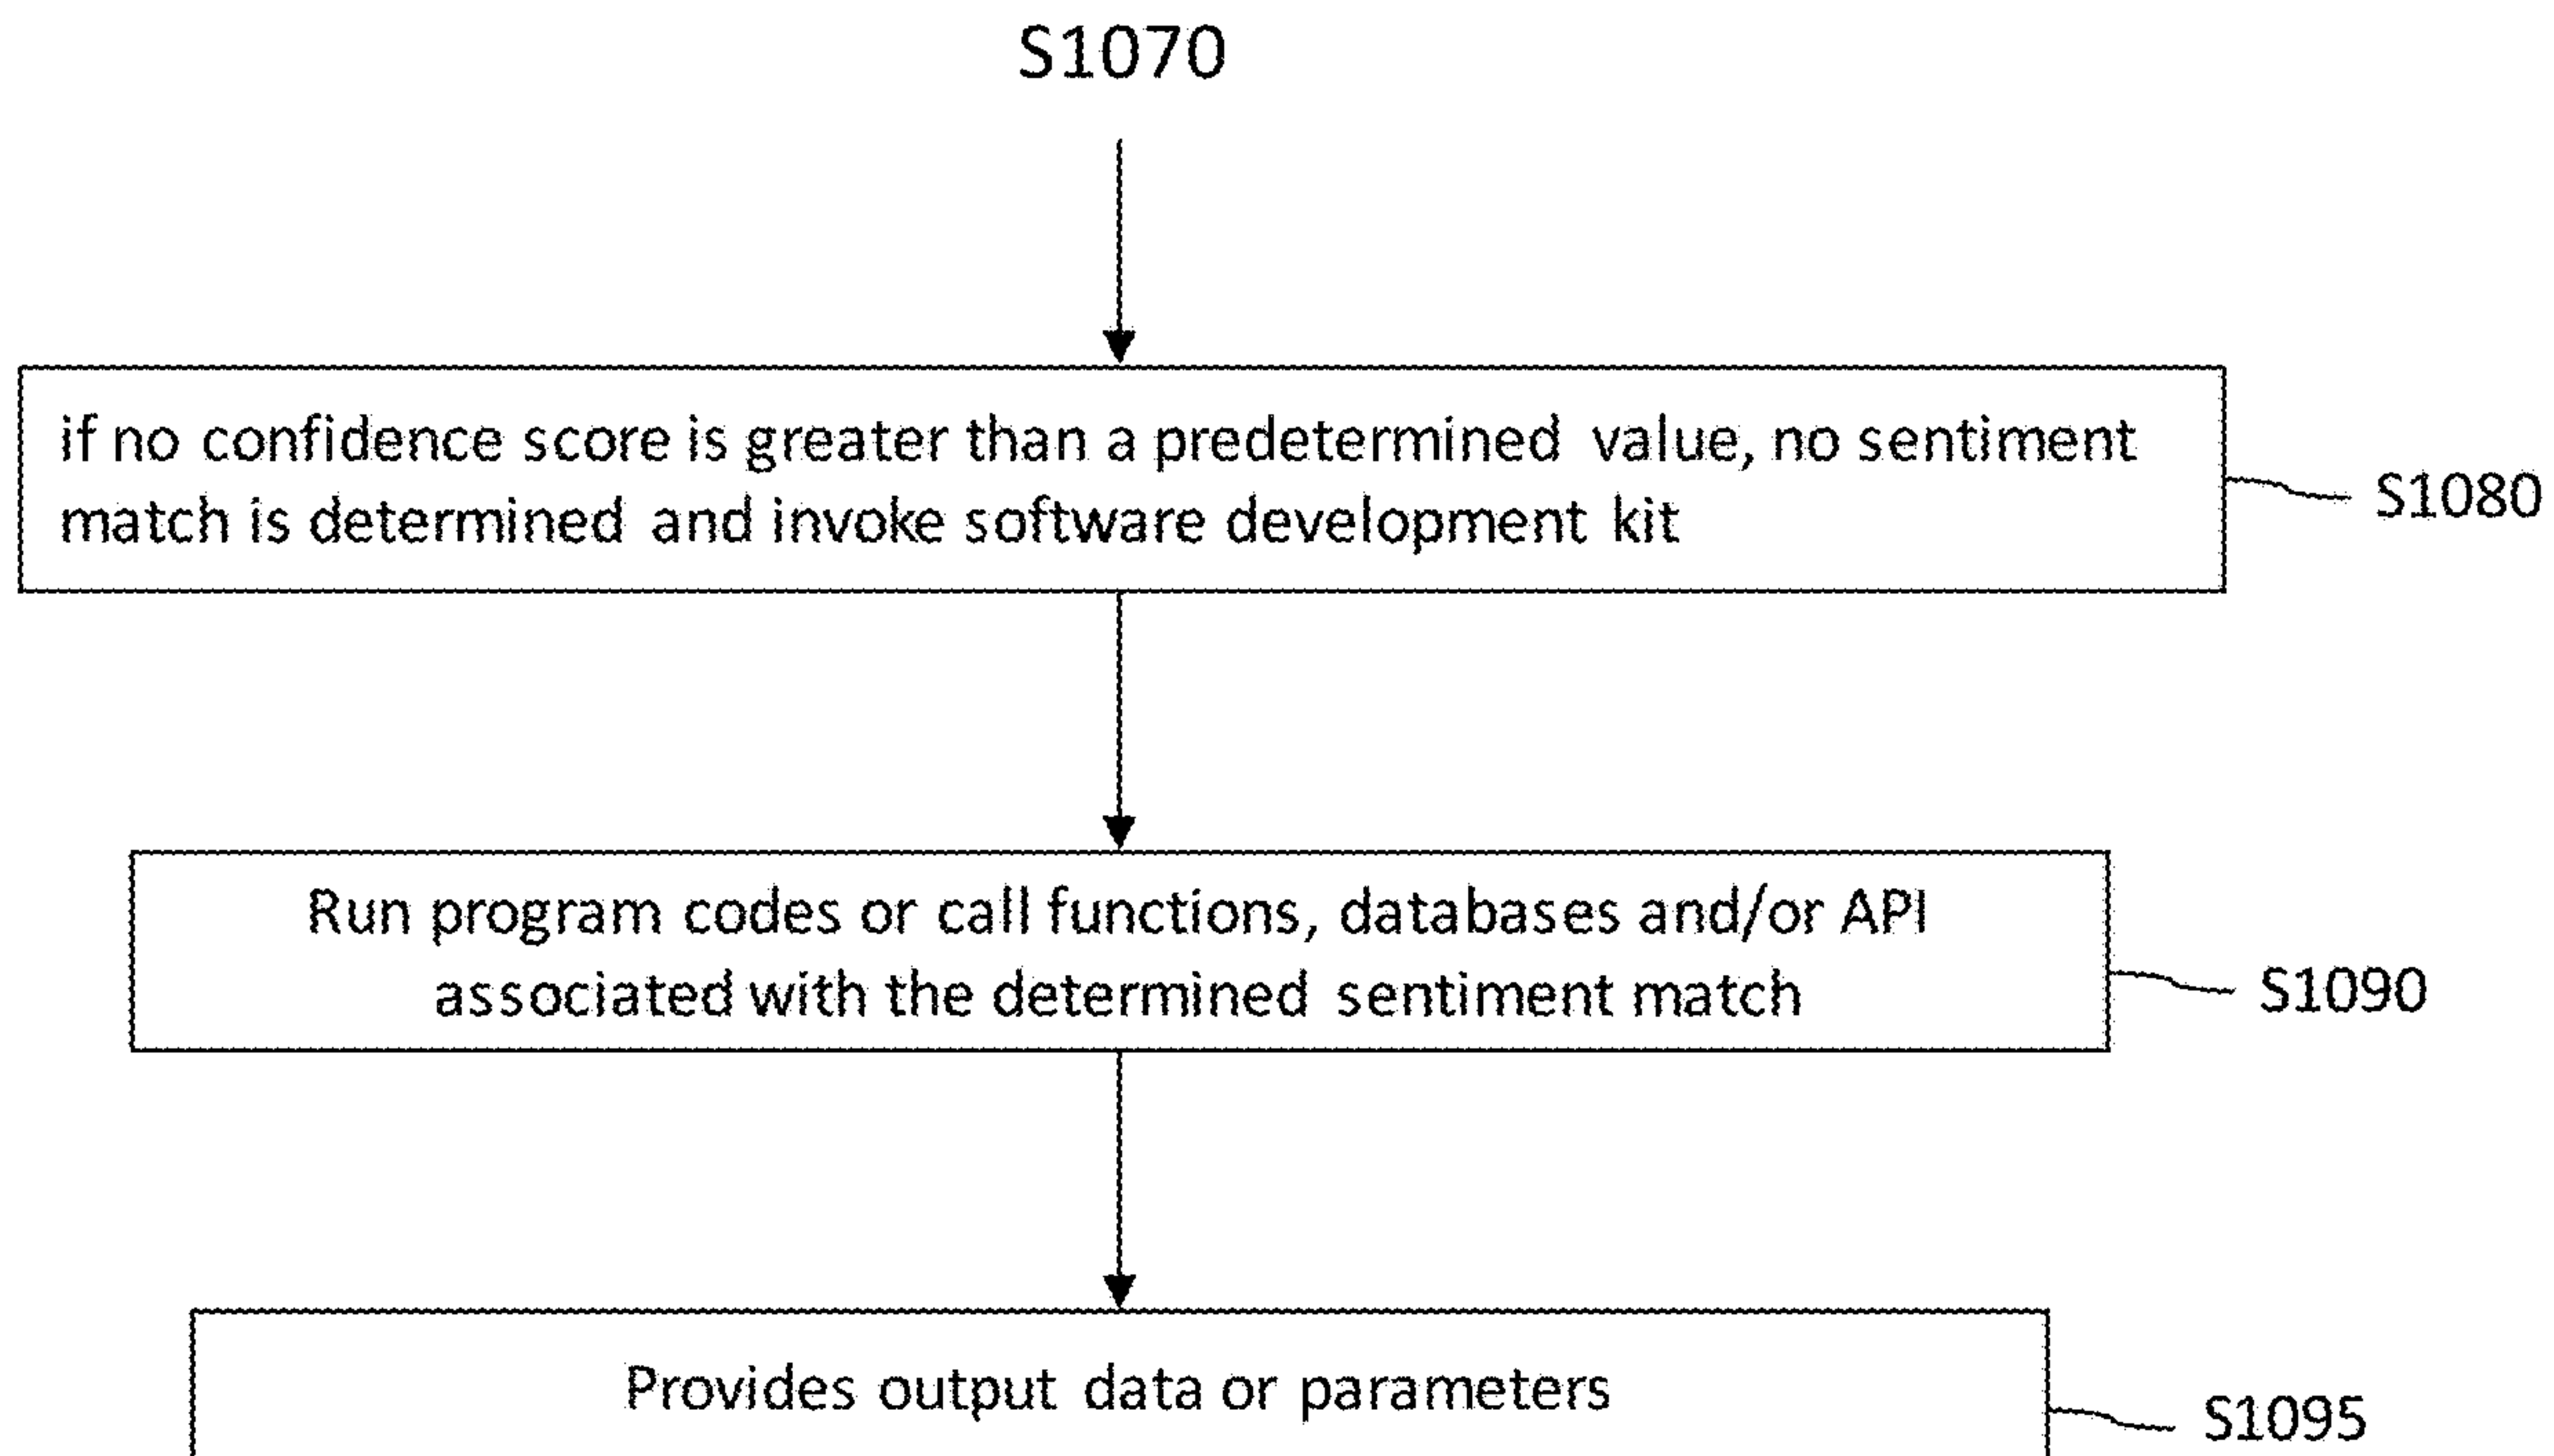 S1070
if no confidence score is greater than a predetermined value, no sentiment
match is determined and invoke software development kit
S1080
Run program codes or call functions, databases and/or API
associated with the determined sentiment match
S1090
Provides output data or parameters
S1095